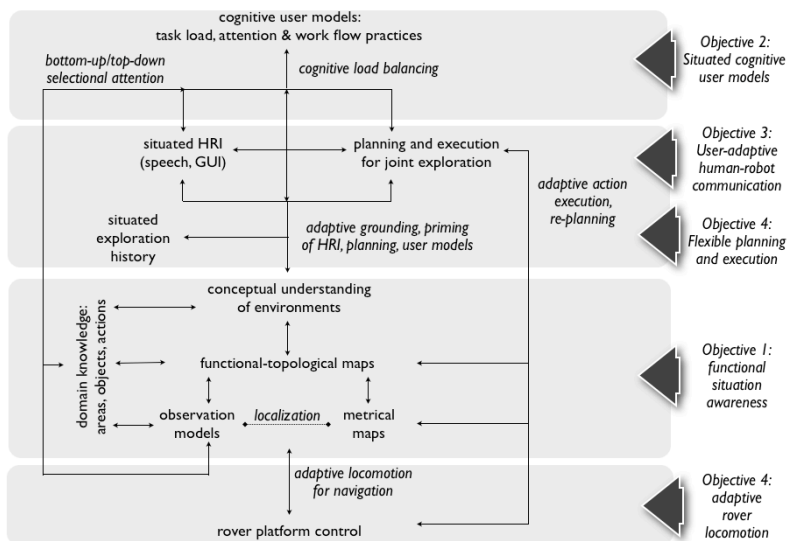 cognitive user models:
task load, attention & work flow practices
bottom-up/top-down
selectional attention
cognitive load balancing
Objective 2:
Situated cognitive
user models
situated HRI
(speech, GUI)
planning and execution
for joint exploration
Objective 3:
User-adaptive
human-robot
communication
adaptive action
execution,
re-planning
situated
exploration
history
adaptive grounding, priming
of HRI, planning, user models
Objective 4:
Flexible planning
and execution
conceptual understanding
of environments
domain knowledge:
areas, objects, actions
functional-topological maps
observation
models
localization
metrical
maps
Objective 1:
functional
situation
awareness
adaptive locomotion
for navigation
rover platform control
Objective 4:
adaptive
rover
locomotion